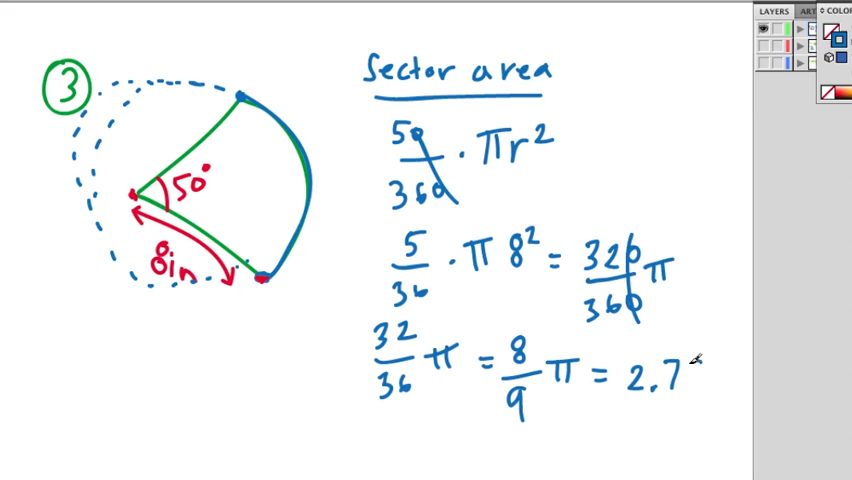 LAYERS ART COLOR
3
50°
8in
Sector area
50/360 · πr²
5/36 · π 8² = 320/360 π
32/36 π = 8/9 π = 2.7